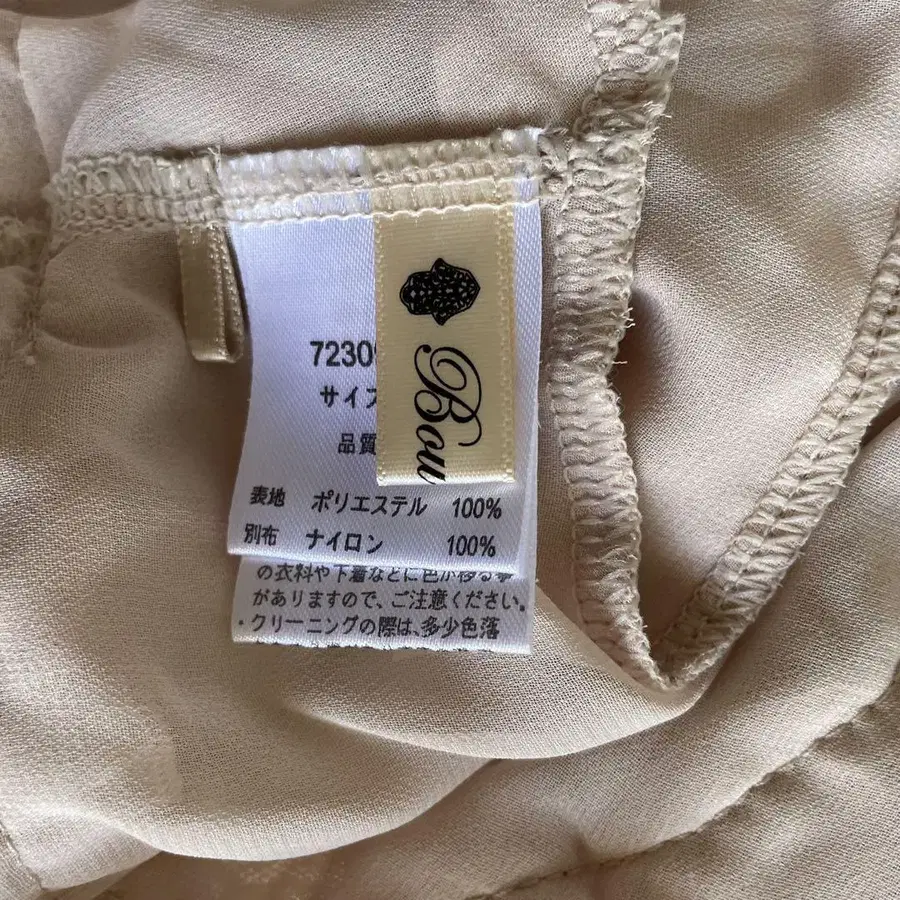 7230
サイズ
品質
表地 ポリエステル 100%
別布 ナイロン 100%
の衣料や下着などに色が移る事
がありますので、ご注意ください。
・クリーニングの際は、多少色落
Bou